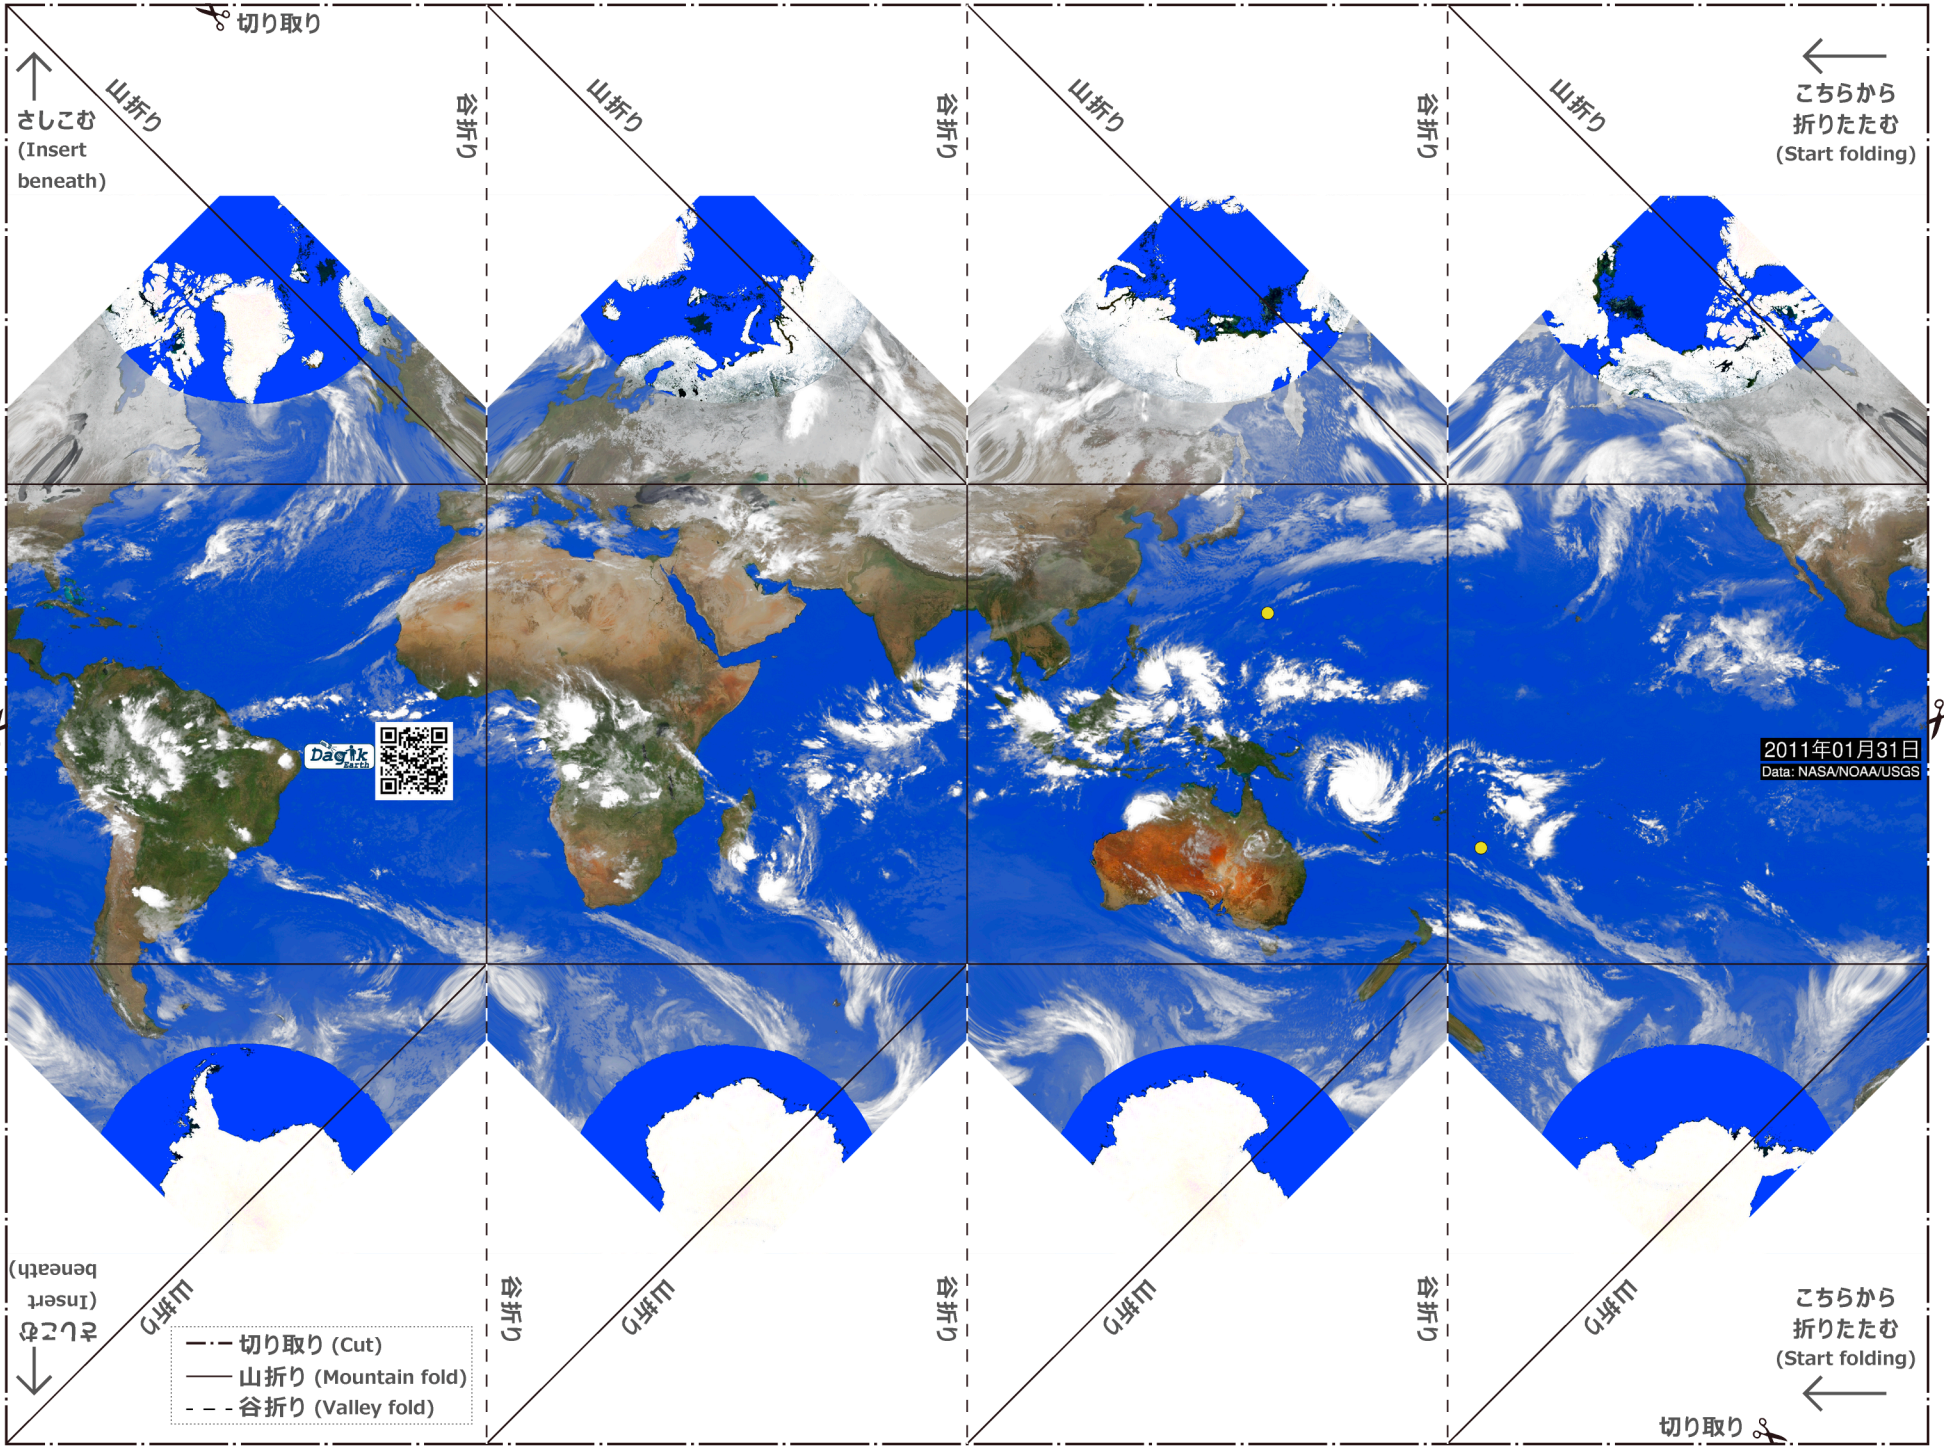 切り取り
山折り
谷折り
山折り
谷折り
山折り
谷折り
山折り
さしこむ
(Insert
beneath)
こちらから
折りたたむ
(Start folding)
Dagik
Earth
2011年01月31日
Data: NASA/NOAA/USGS
さしこむ
(Insert
beneath)
山折り
谷折り
山折り
谷折り
山折り
谷折り
山折り
こちらから
折りたたむ
(Start folding)
切り取り (Cut)
山折り (Mountain fold)
谷折り (Valley fold)
切り取り